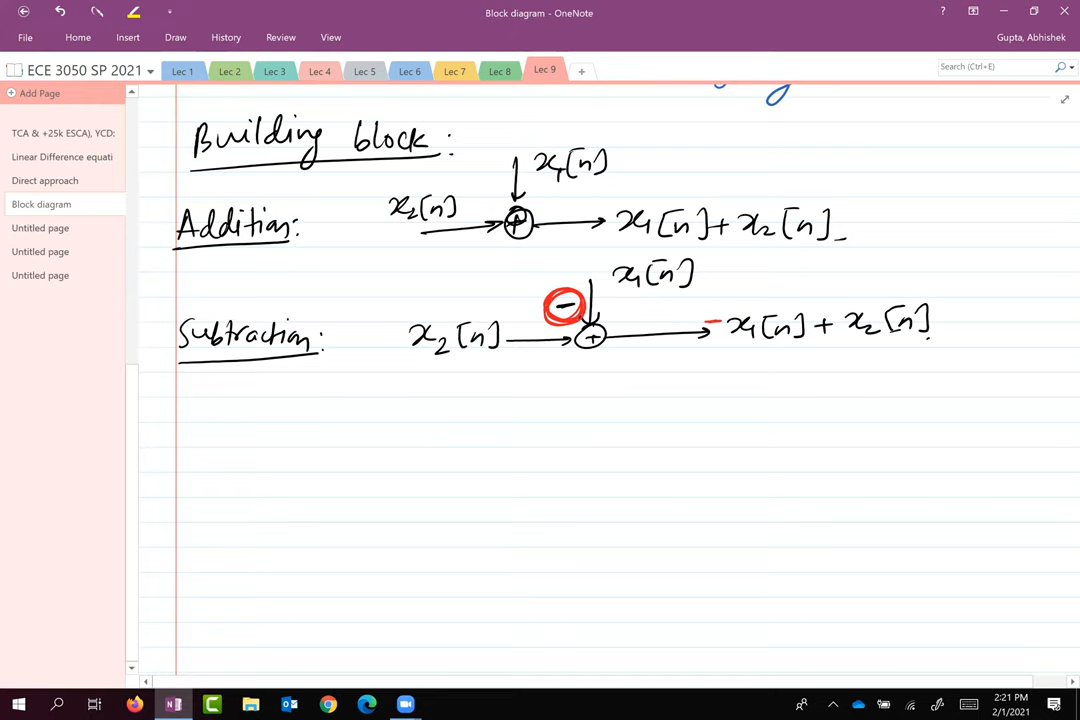 Block diagram - OneNote
File Home Insert Draw History Review View
Gupta, Abhishek
ECE 3050 SP 2021 Lec 1 Lec 2 Lec 3 Lec 4 Lec 5 Lec 6 Lec 7 Lec 8 Lec 9
Search (Ctrl+E)
Add Page
TCA & +25k ESCA), YCD:
Linear Difference equati
Direct approach
Block diagram
Untitled page
Untitled page
Untitled page
Building block:
x₁[n]
Addition: x₂[n] + x₁[n] + x₂[n]
x₁[n]
−
Subtraction: x₂[n] + − x₁[n] + x₂[n]
2:21 PM
2/1/2021